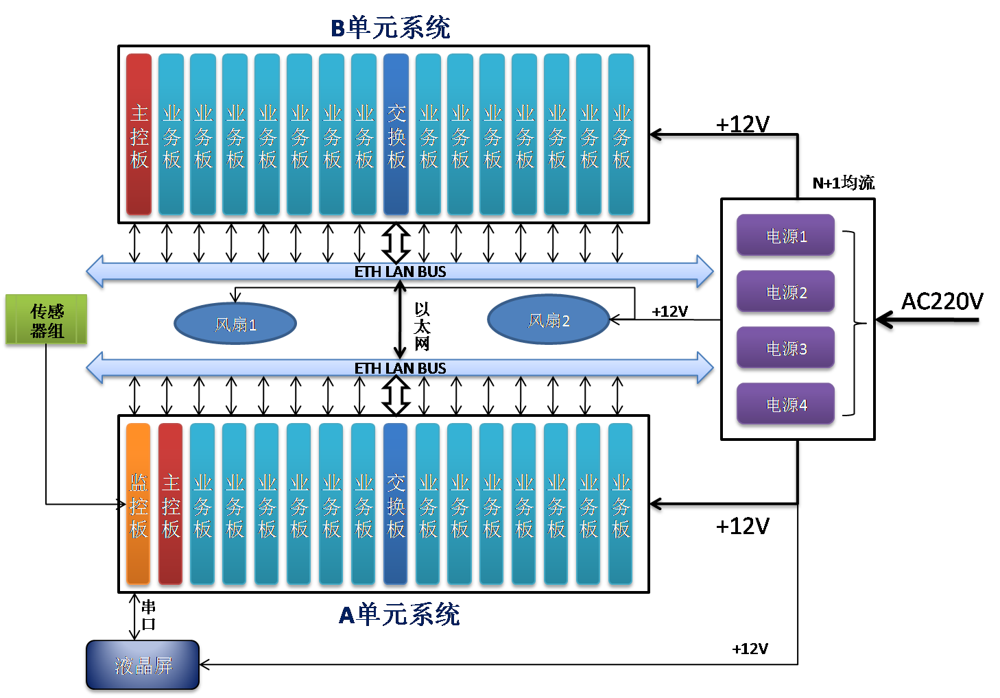 B单元系统
主控板
业务板
业务板
业务板
业务板
业务板
业务板
业务板
交换板
业务板
业务板
业务板
业务板
业务板
业务板
业务板
+12V
N+1均流
电源1
电源2
电源3
电源4
AC220V
ETH LAN BUS
传感
器组
风扇1
以太网
风扇2
+12V
ETH LAN BUS
监控板
主控板
业务板
业务板
业务板
业务板
业务板
业务板
交换板
业务板
业务板
业务板
业务板
业务板
业务板
业务板
+12V
A单元系统
串口
液晶屏
+12V